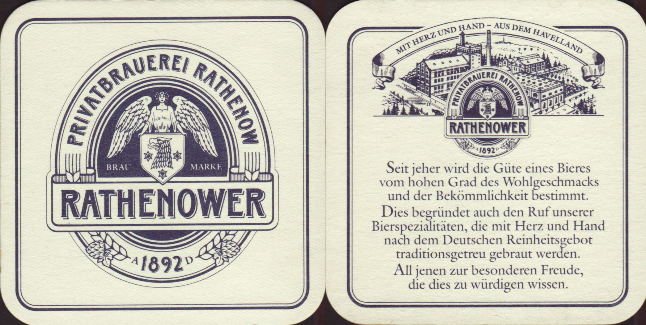 PRIVATBRAUEREI RATHENOW
BRAU MARKE
RATHENOWER
A 1892 D
MIT HERZ UND HAND - AUS DEM HAVELLAND
PRIVATBRAUEREI RATHENOW
RATHENOWER
A 1892 D
Seit jeher wird die Güte eines Bieres
vom hohen Grad des Wohlgeschmacks
und der Bekömmlichkeit bestimmt.
Dies begründet auch den Ruf unserer
Bierspezialitäten, die mit Herz und Hand
nach dem Deutschen Reinheitsgebot
traditionsgetreu gebraut werden.
All jenen zur besonderen Freude,
die dies zu würdigen wissen.